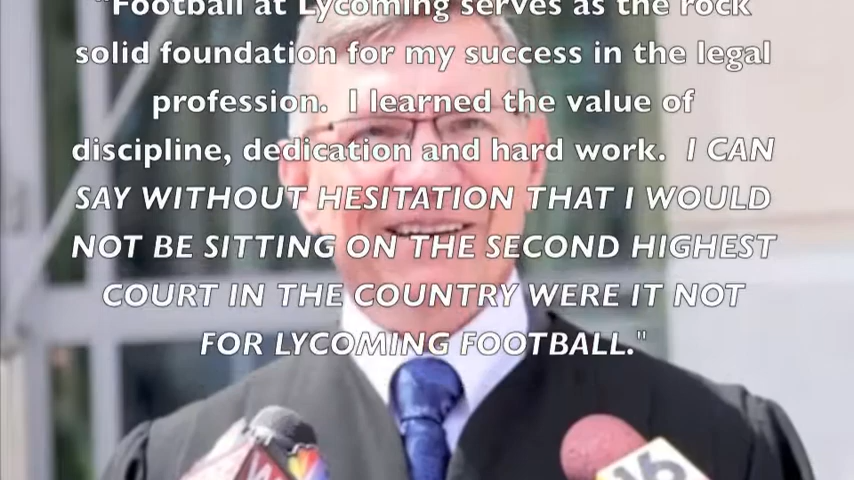 "Football at Lycoming serves as the rock
solid foundation for my success in the legal
profession. I learned the value of
discipline, dedication and hard work. I CAN
SAY WITHOUT HESITATION THAT I WOULD
NOT BE SITTING ON THE SECOND HIGHEST
COURT IN THE COUNTRY WERE IT NOT
FOR LYCOMING FOOTBALL."
16